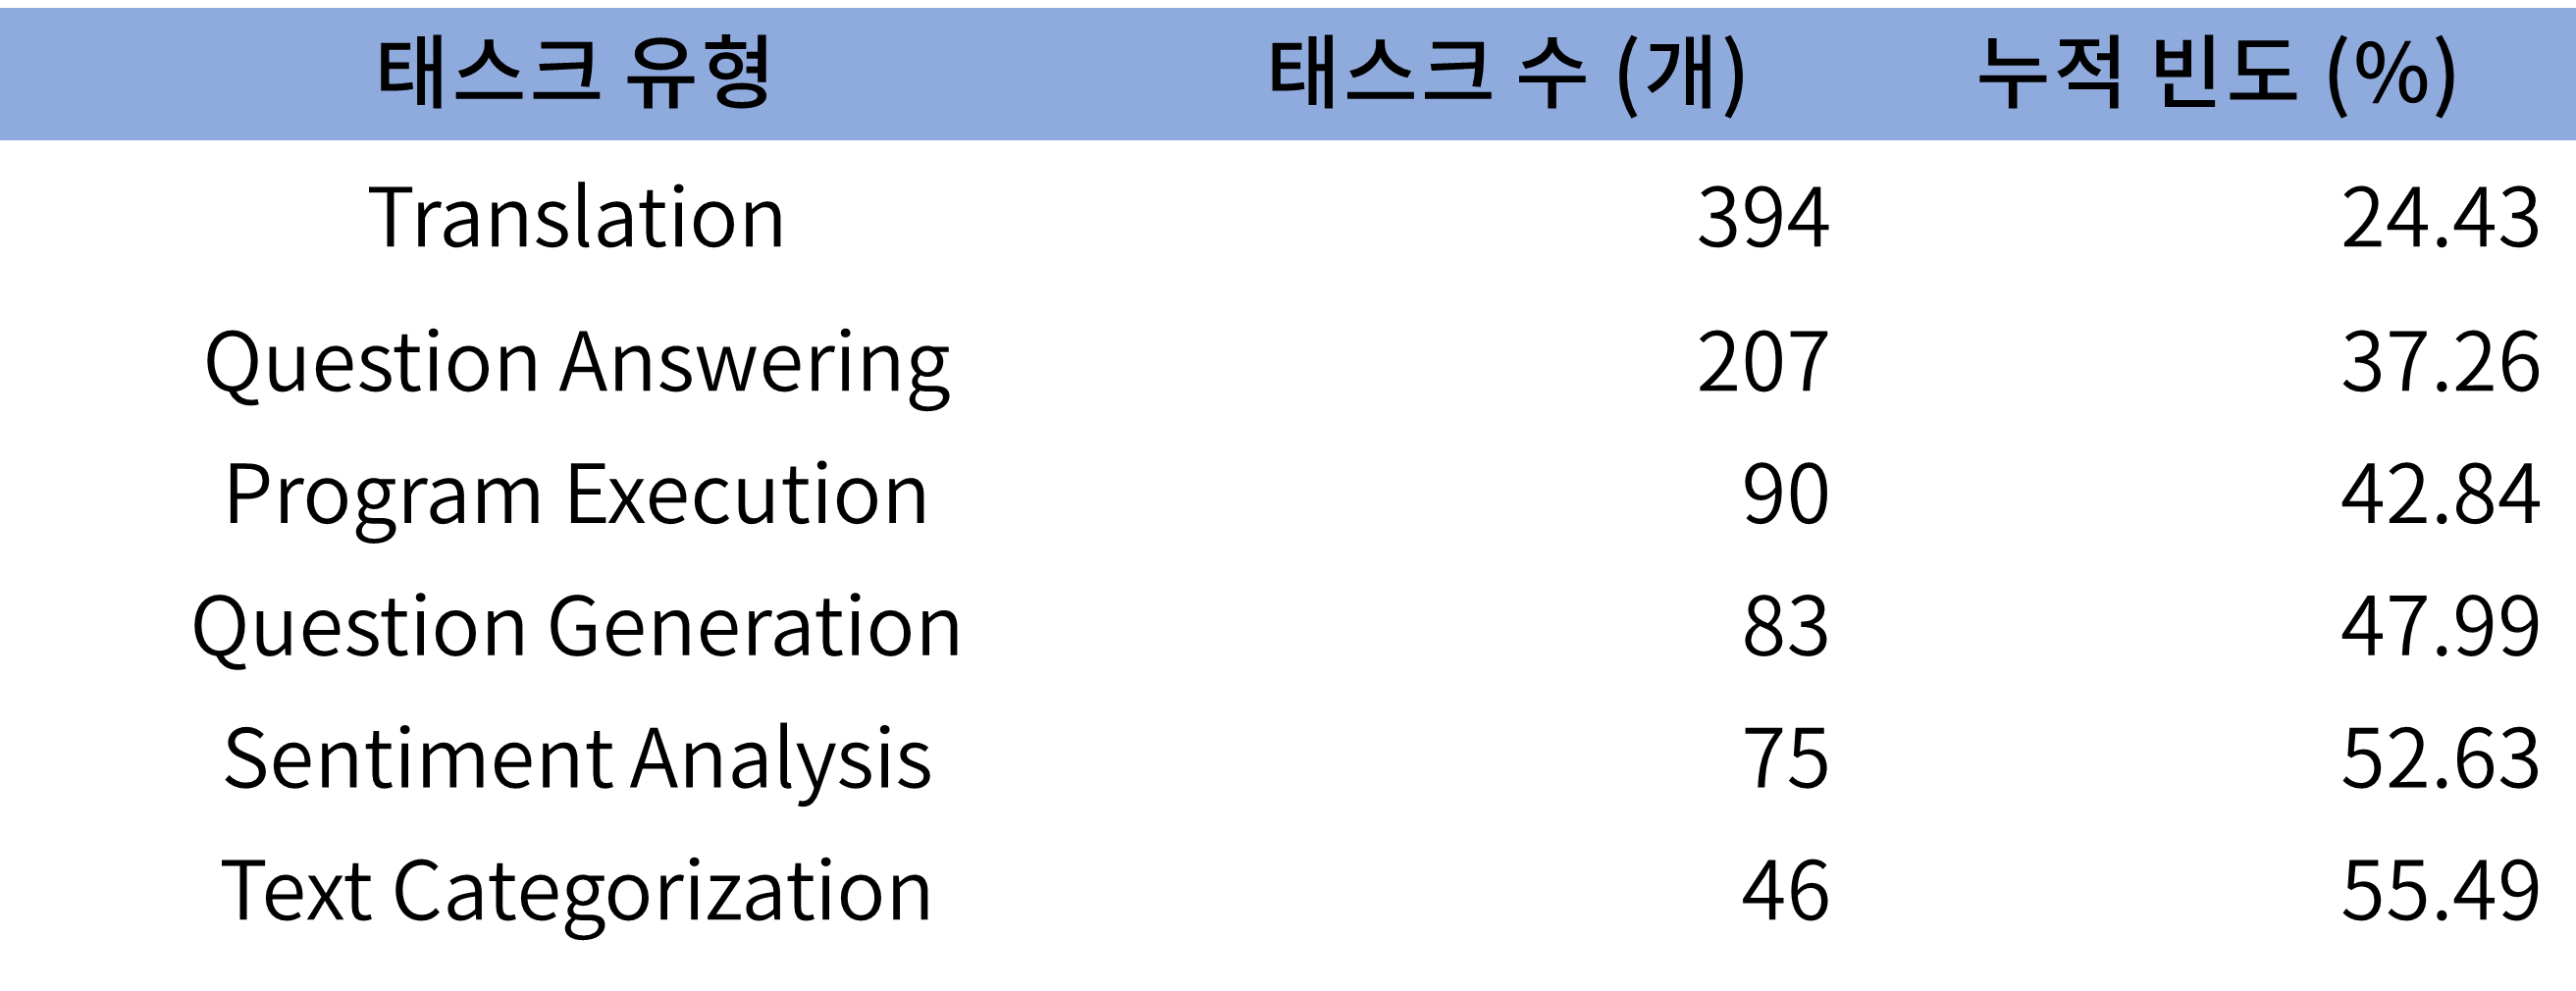 태스크 유형 태스크 수 (개) 누적 빈도 (%)
Translation 394 24.43
Question Answering 207 37.26
Program Execution 90 42.84
Question Generation 83 47.99
Sentiment Analysis 75 52.63
Text Categorization 46 55.49